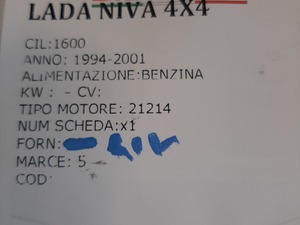 LADA NIVA 4X4
CIL:1600
ANNO: 1994-2001
ALIMENTAZIONE:BENZINA
KW : - CV:
TIPO MOTORE: 21214
NUM SCHEDA:x1
FORN:
MARCE: 5
COD: